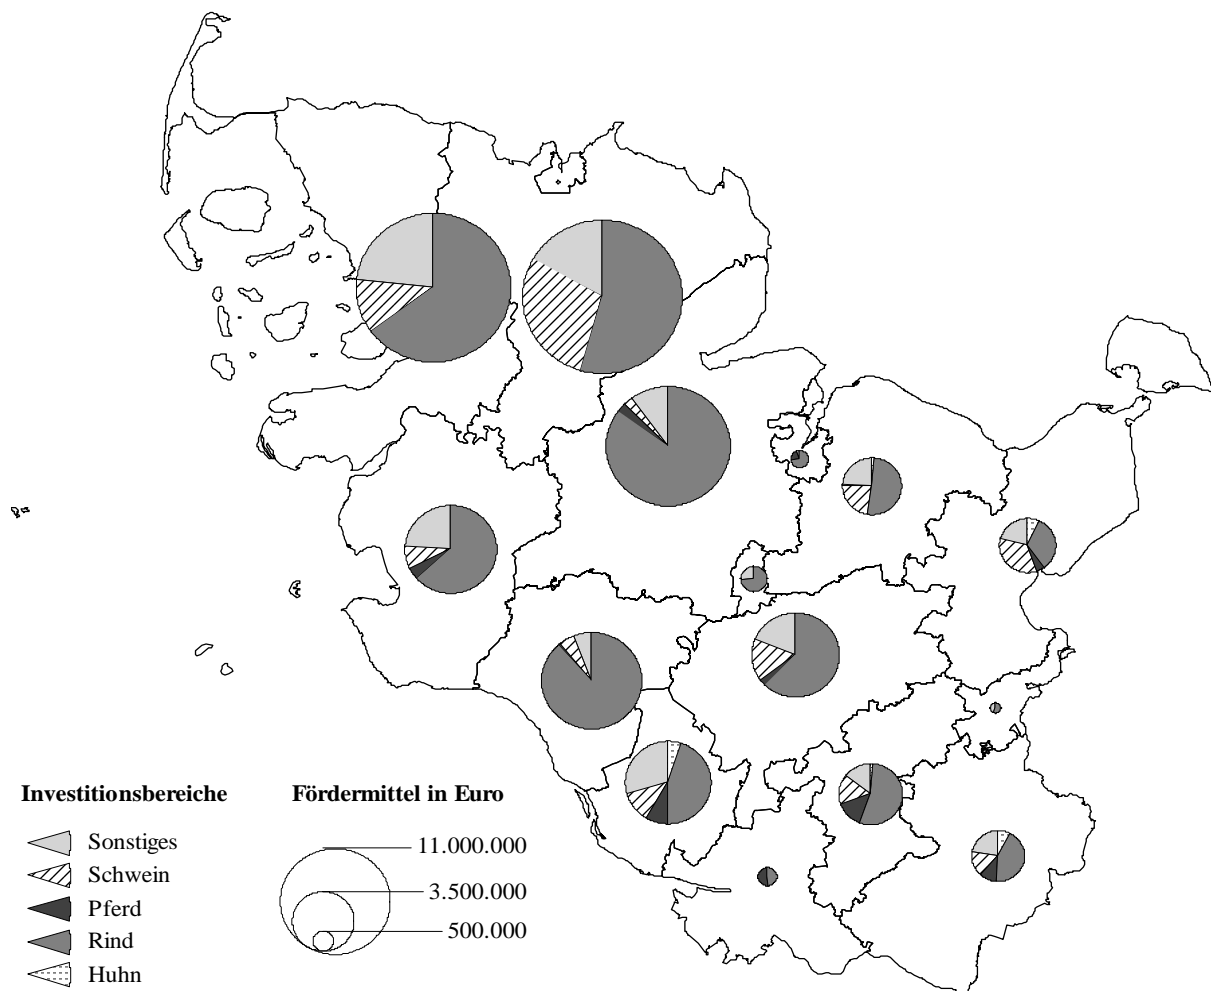 Investitionsbereiche
Sonstiges
Schwein
Pferd
Rind
Huhn
Fördermittel in Euro
11.000.000
3.500.000
500.000